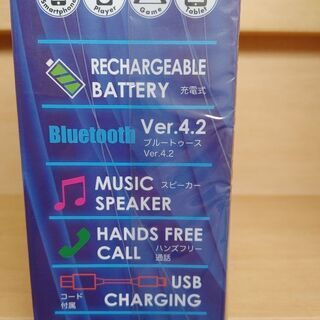 Smartphone Player Game Tablet
RECHARGEABLE
BATTERY 充電式
Bluetooth Ver.4.2
ブルートゥース
Ver.4.2
MUSIC スピーカー
SPEAKER
HANDS FREE
CALL ハンズフリー
通話
USB
コード
付属
CHARGING